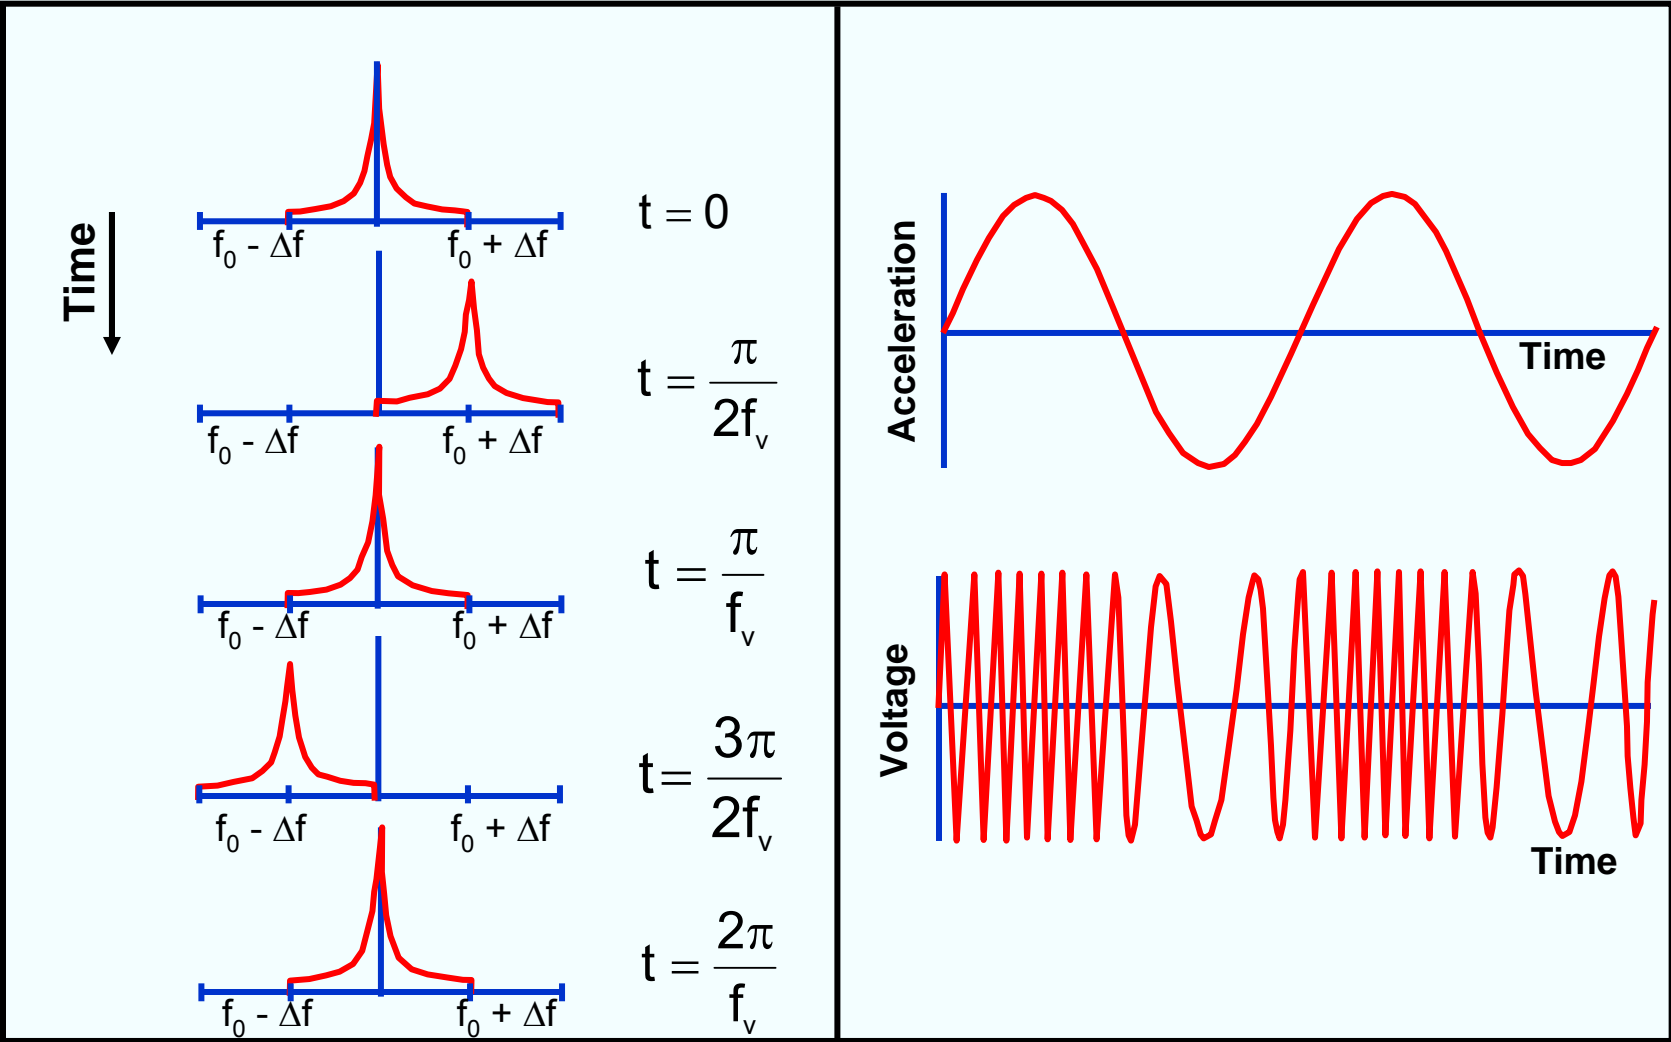 Time
f₀ - Δf f₀ + Δf
t = 0
f₀ - Δf f₀ + Δf
t = π/2fᵥ
f₀ - Δf f₀ + Δf
t = π/fᵥ
f₀ - Δf f₀ + Δf
t = 3π/2fᵥ
f₀ - Δf f₀ + Δf
t = 2π/fᵥ
Acceleration
Time
Voltage
Time